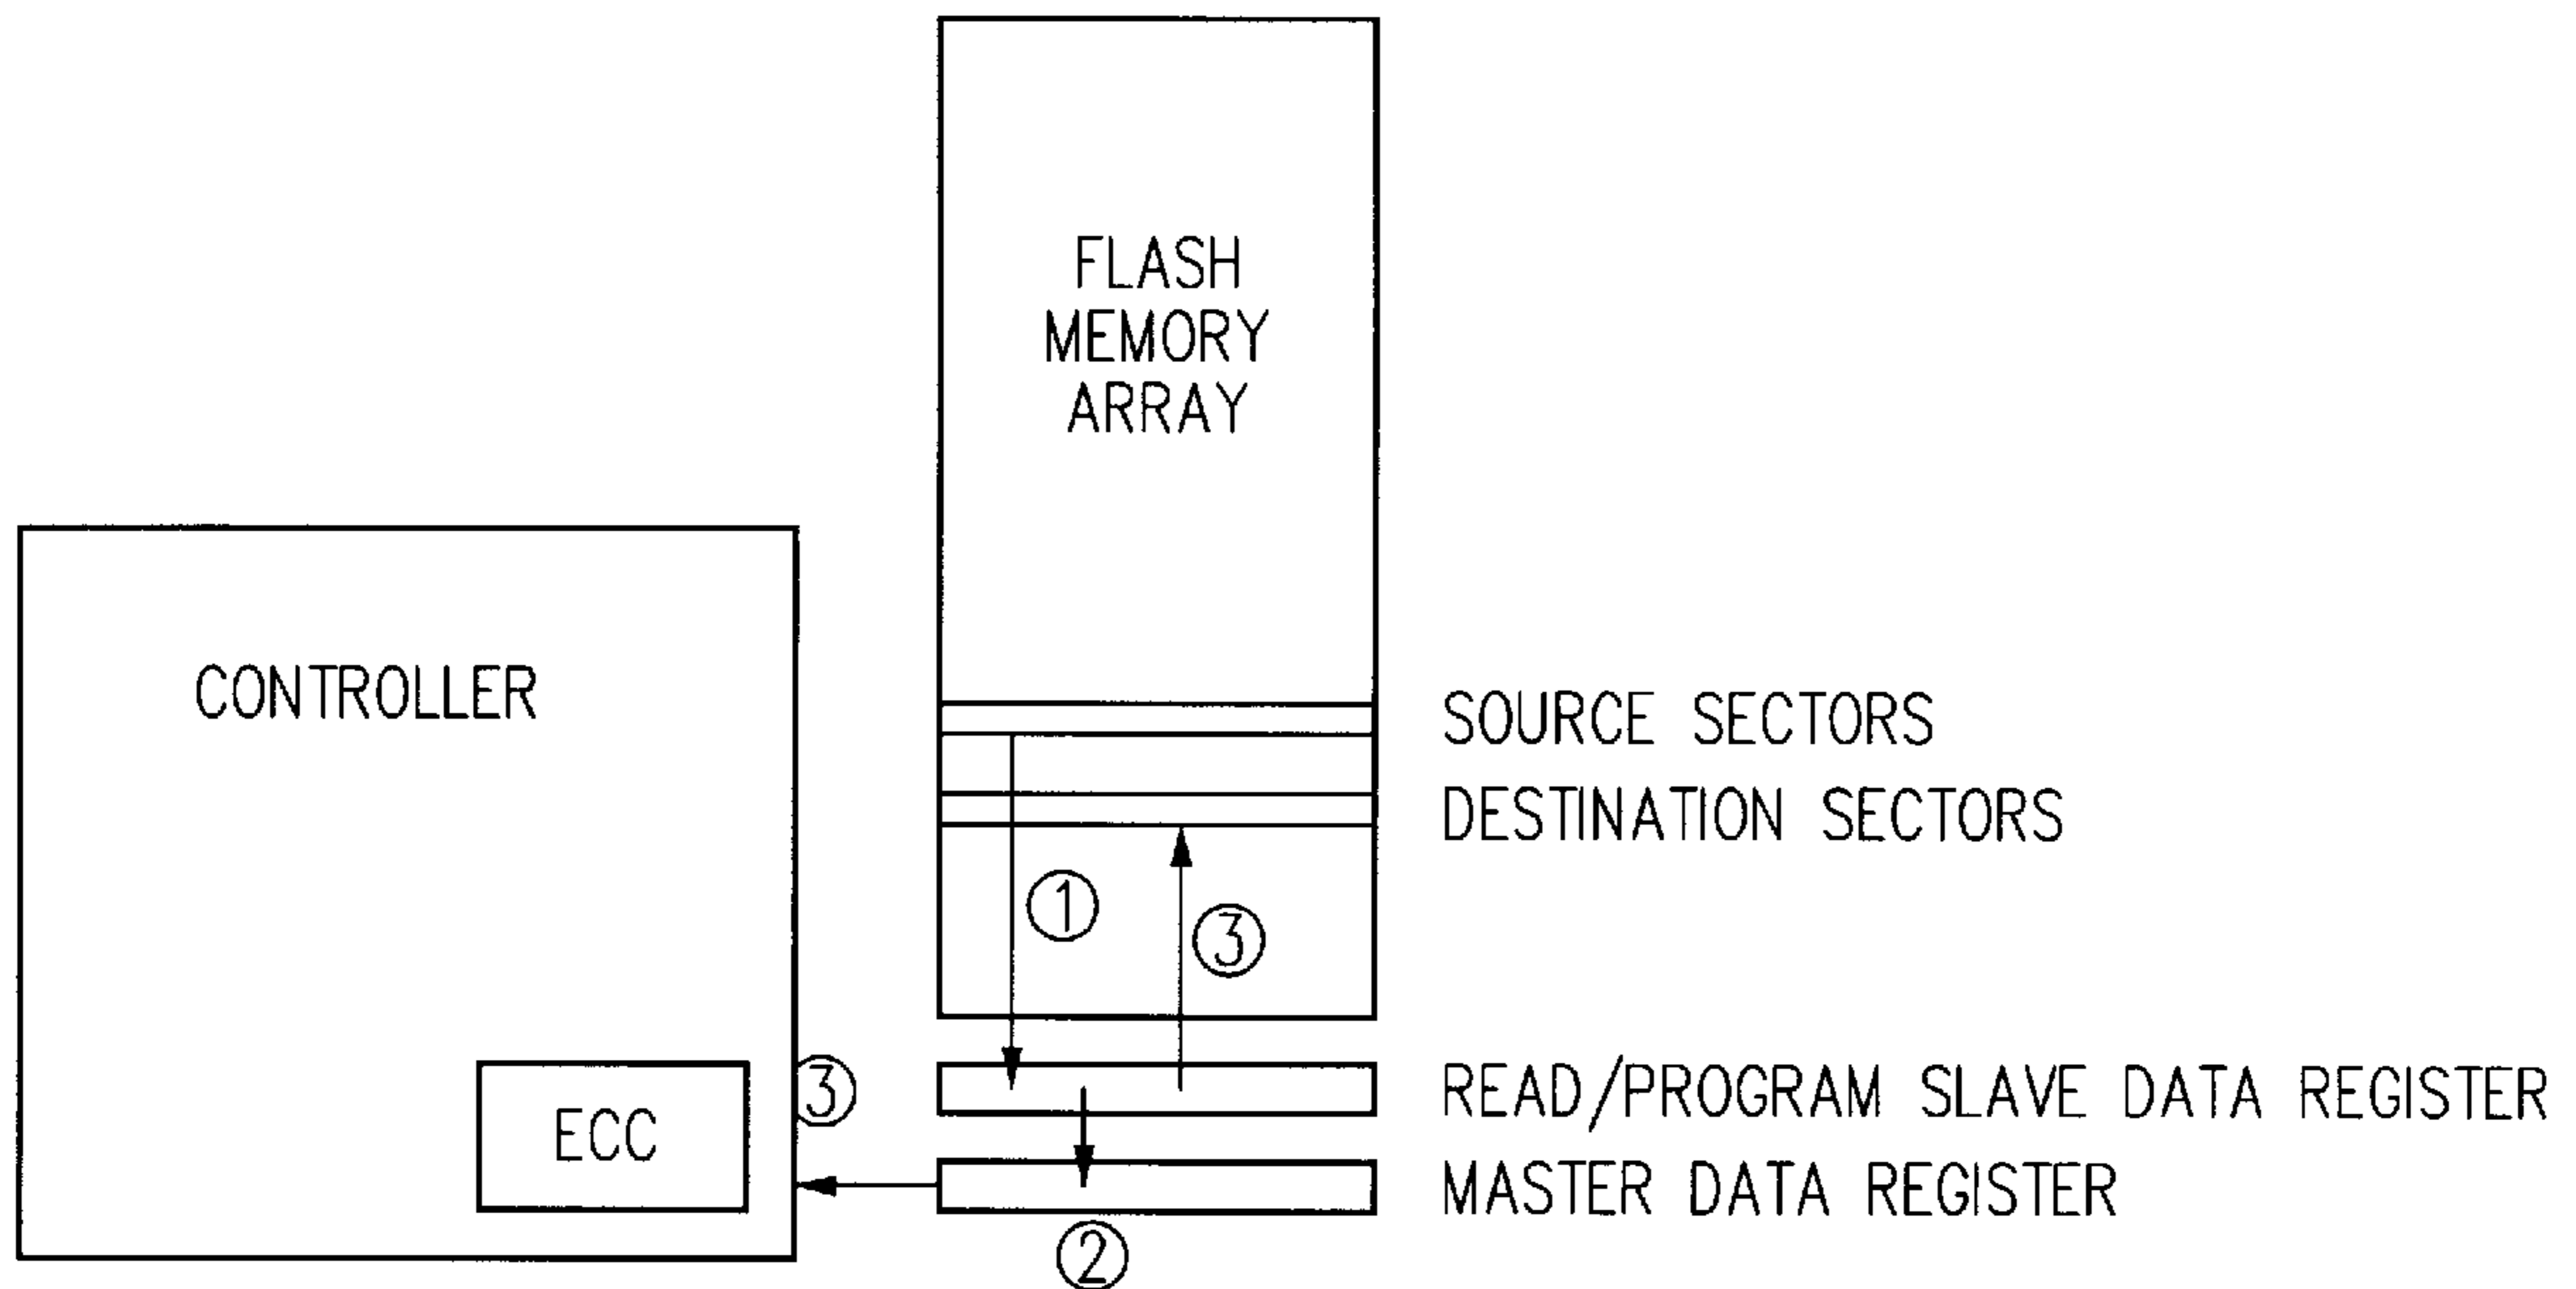 FLASH
MEMORY
ARRAY
CONTROLLER
SOURCE SECTORS
DESTINATION SECTORS
①
③
③
READ/PROGRAM SLAVE DATA REGISTER
ECC
MASTER DATA REGISTER
②